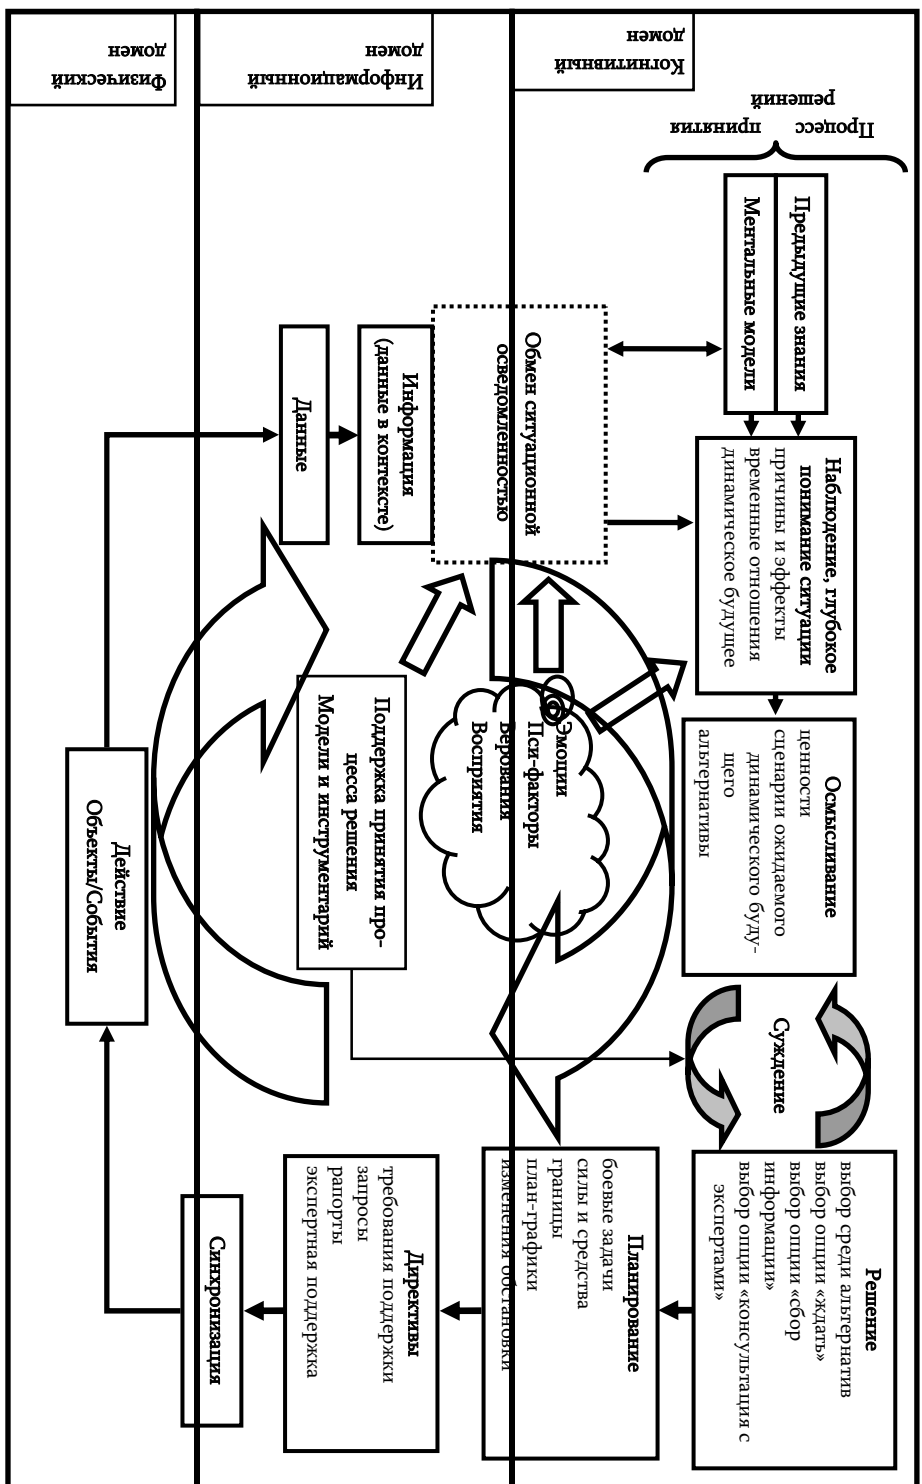 Процесс принятия
решений
Когнитивный
домен
Информационный
домен
Физический
домен
Предыдущие знания
Ментальные модели
Наблюдение, глубокое
понимание ситуации
причины и эффекты
временные отношения
динамическое будущее
Осмысливание
ценности
сценарии ожидаемого
динамического буду-
щего
альтернативы
Суждение
Решение
выбор среди альтернатив
выбор опции «ждать»
выбор опции «сбор
информации»
выбор опции «консультация с
экспертами»
Обмен ситуационной
осведомленностью
Эмоции
Пси-факторы
Верования
Восприятия
Планирование
боевые задачи
силы и средства
границы
план-графики
изменения обстановки
Информация
(данные в контексте)
Данные
Поддержка принятия про-
цесса решения
Модели и инструментарий
Директивы
требования поддержки
запросы
рапорты
экспертная поддержка
Синхронизация
Действие
Объекты/События